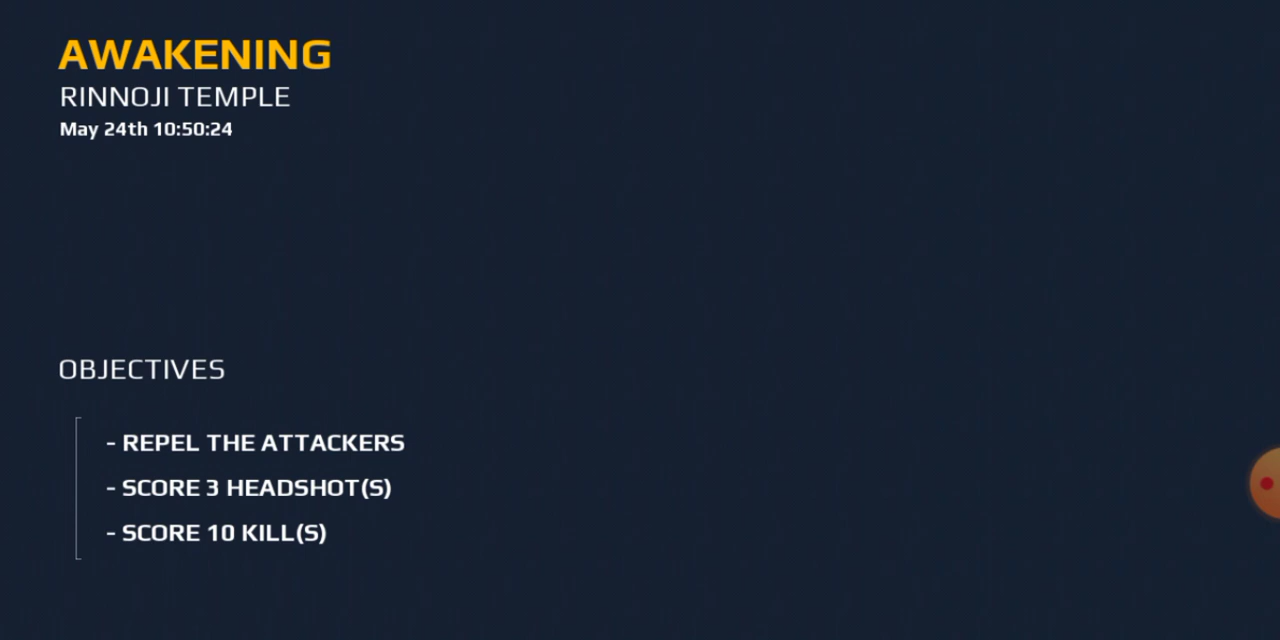 AWAKENING
RINNOJI TEMPLE
May 24th 10:50:24
OBJECTIVES
- REPEL THE ATTACKERS
- SCORE 3 HEADSHOT(S)
- SCORE 10 KILL(S)